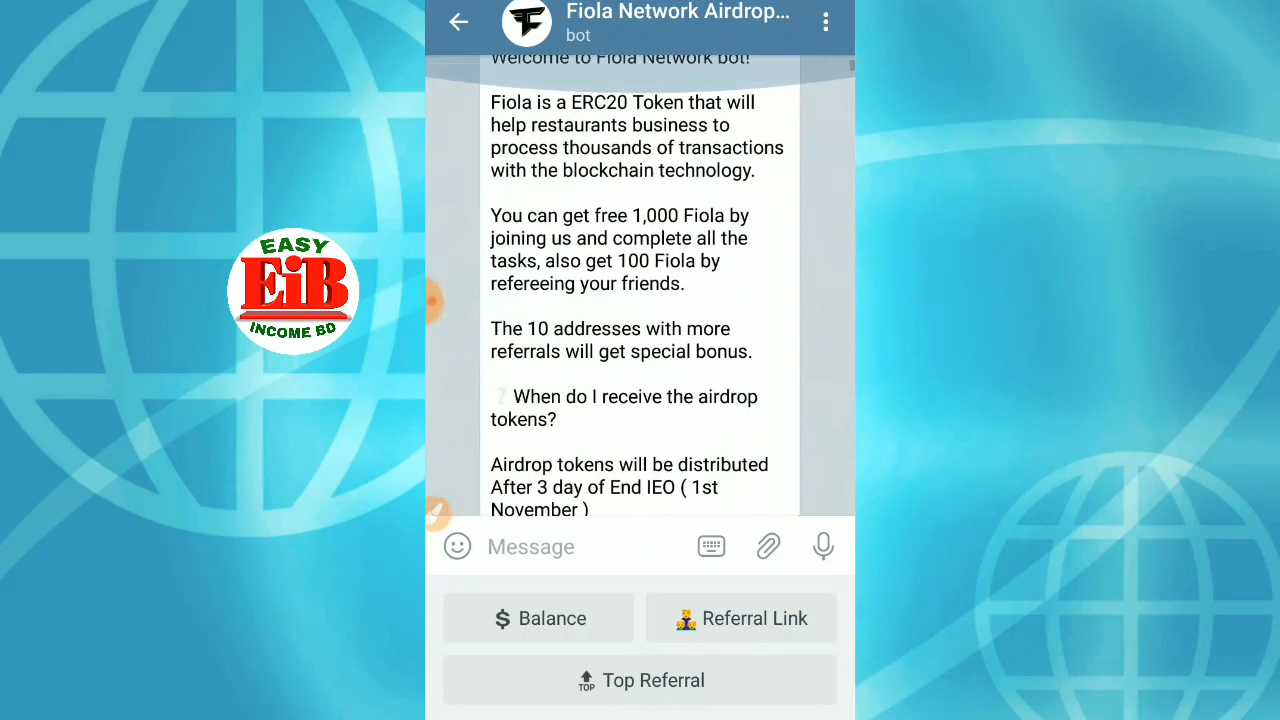 Fiola Network Airdrop...
bot
Welcome to Fiola Network bot!
Fiola is a ERC20 Token that will
help restaurants business to
process thousands of transactions
with the blockchain technology.
You can get free 1,000 Fiola by
joining us and complete all the
tasks, also get 100 Fiola by
refereeing your friends.
The 10 addresses with more
referrals will get special bonus.
❔ When do I receive the airdrop
tokens?
Airdrop tokens will be distributed
After 3 day of End IEO ( 1st
November )
Message
$ Balance
Referral Link
TOP Top Referral
EASY
EiB
INCOME BD